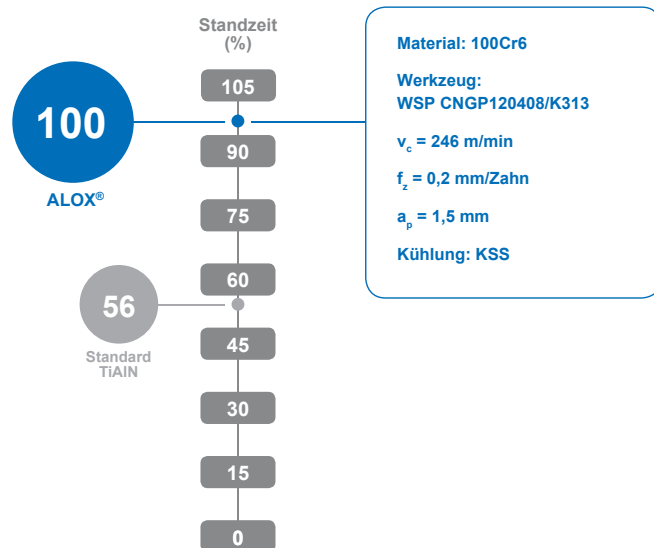 Standzeit
(%)
105
100
ALOX®
90
75
60
56
Standard
TiAlN
45
30
15
0
Material: 100Cr6
Werkzeug:
WSP CNGP120408/K313
vc = 246 m/min
fz = 0,2 mm/Zahn
ap = 1,5 mm
Kühlung: KSS